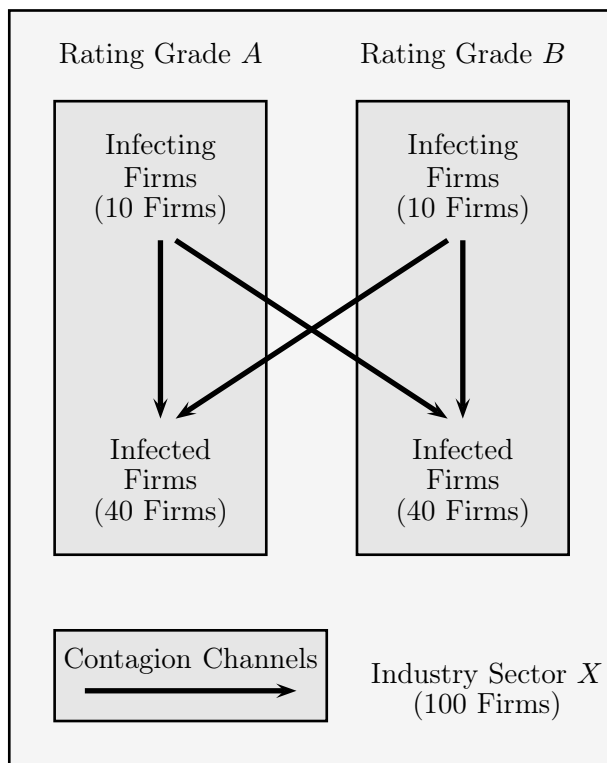 Rating Grade A
Rating Grade B
Infecting
Firms
(10 Firms)
Infecting
Firms
(10 Firms)
Infected
Firms
(40 Firms)
Infected
Firms
(40 Firms)
Contagion Channels
Industry Sector X
(100 Firms)